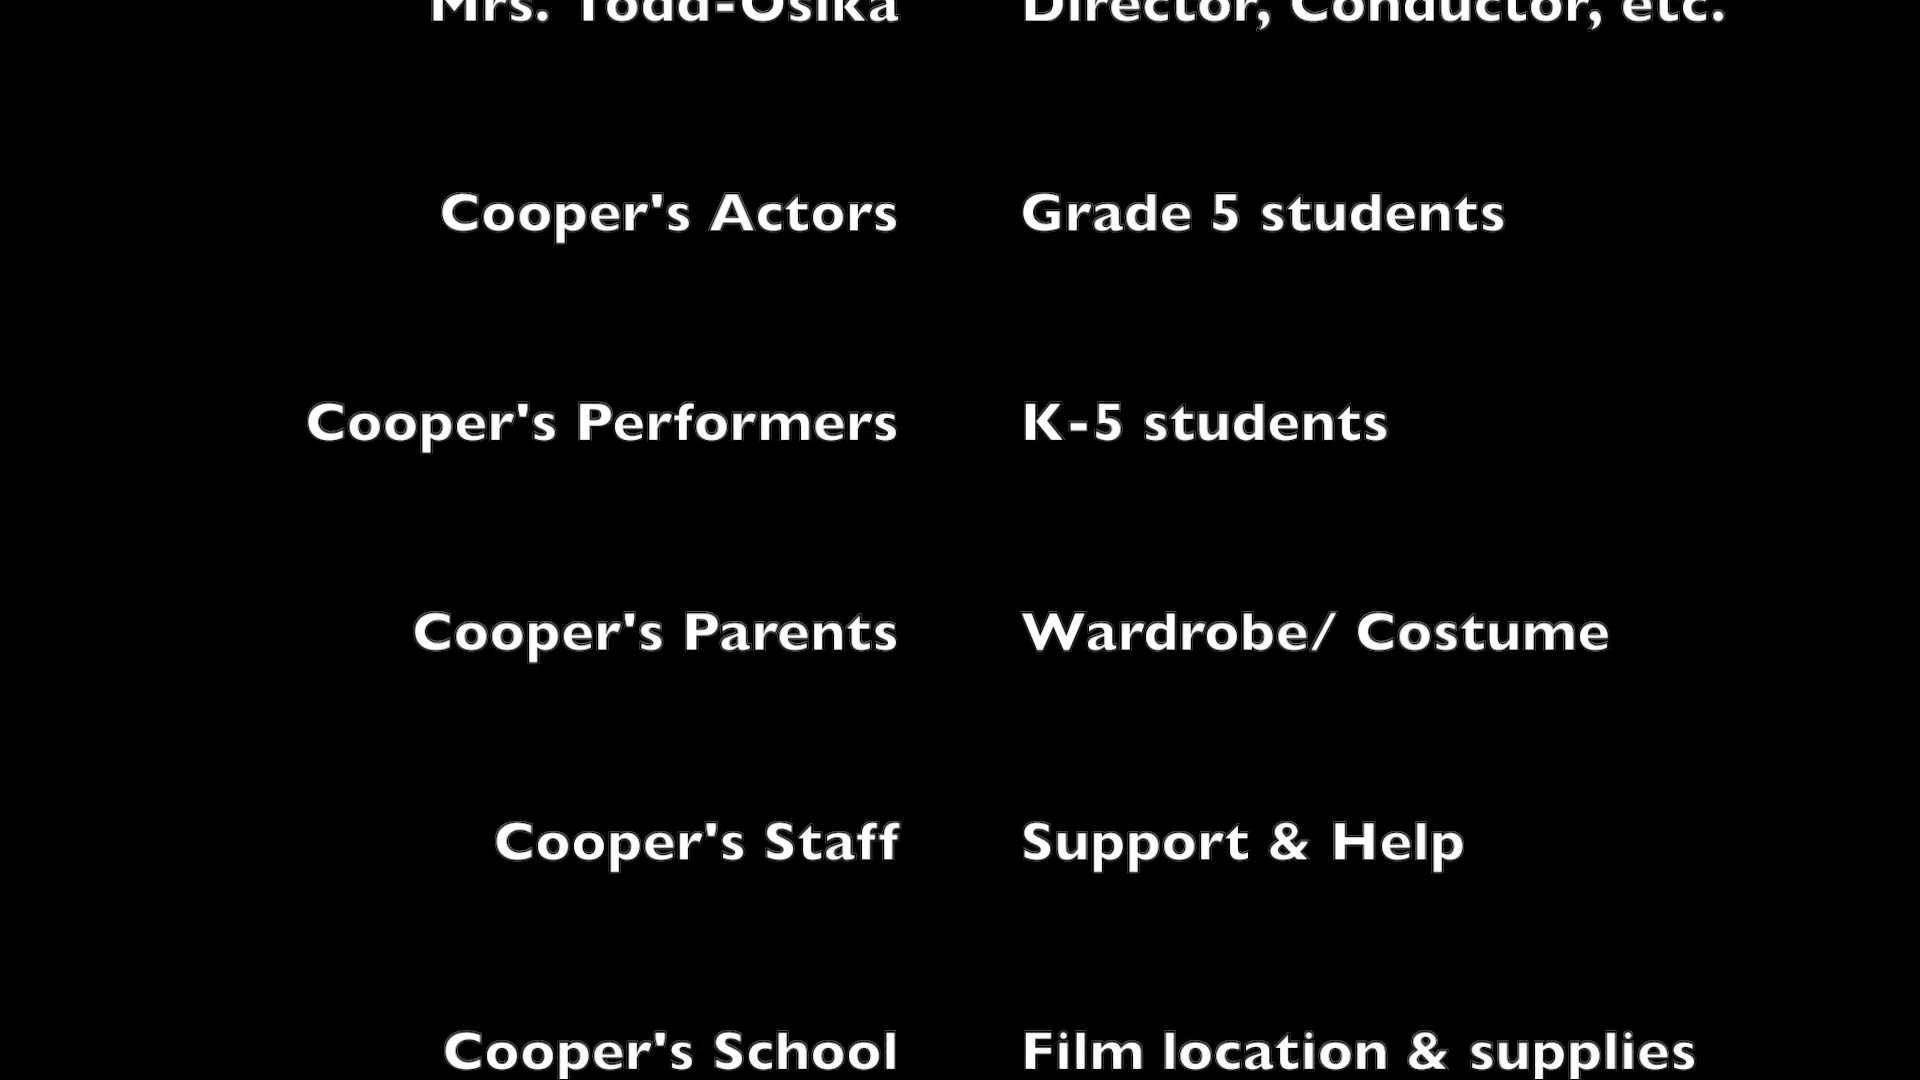 Mrs. Todd-Osika Director, Conductor, etc.
Cooper's Actors Grade 5 students
Cooper's Performers K-5 students
Cooper's Parents Wardrobe/ Costume
Cooper's Staff Support & Help
Cooper's School Film location & supplies